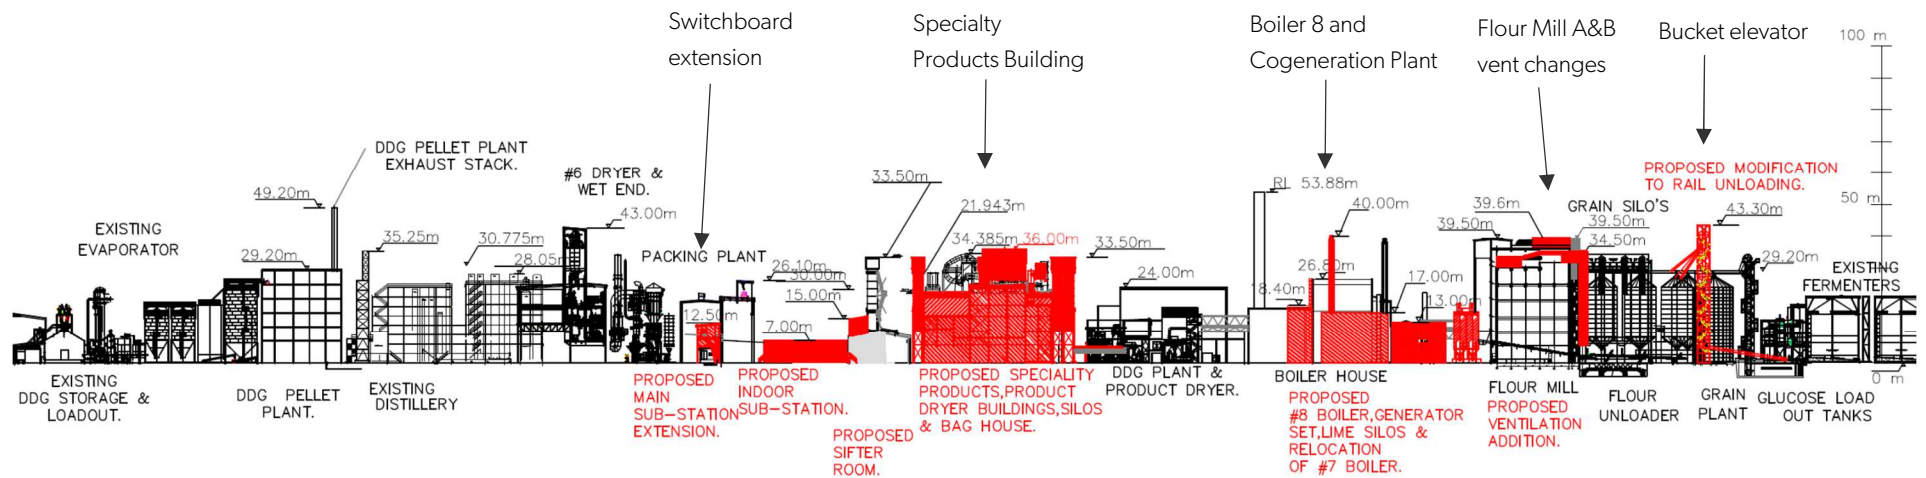 Switchboard
extension
Specialty
Products Building
Boiler 8 and
Cogeneration Plant
Flour Mill A&B
vent changes
Bucket elevator
100 m
50 m
0 m
DDG PELLET PLANT
EXHAUST STACK.
49.20m
EXISTING
EVAPORATOR
29.20m
35.25m
30.775m
28.05m
#6 DRYER &
WET END.
43.00m
PACKING PLANT
12.50m
26.10m
30.00m
15.00m
7.00m
33.50m
21.943m
34.385m
36.00m
33.50m
24.00m
RL 53.88m
40.00m
26.80m
18.40m
17.00m
13.00m
39.50m
39.6m
GRAIN SILO'S
39.50m
34.50m
PROPOSED MODIFICATION
TO RAIL UNLOADING.
43.30m
29.20m
EXISTING
FERMENTERS
EXISTING
DDG STORAGE &
LOADOUT.
DDG PELLET
PLANT.
EXISTING
DISTILLERY
PROPOSED
MAIN
SUB-STATION
EXTENSION.
PROPOSED
INDOOR
SUB-STATION.
PROPOSED
SIFTER
ROOM.
PROPOSED SPECIALITY
PRODUCTS,PRODUCT
DRYER BUILDINGS,SILOS
& BAG HOUSE.
DDG PLANT &
PRODUCT DRYER.
BOILER HOUSE
PROPOSED
#8 BOILER,GENERATOR
SET,LIME SILOS &
RELOCATION
OF #7 BOILER.
FLOUR MILL
PROPOSED
VENTILATION
ADDITION.
FLOUR
UNLOADER
GRAIN
PLANT
GLUCOSE LOAD
OUT TANKS